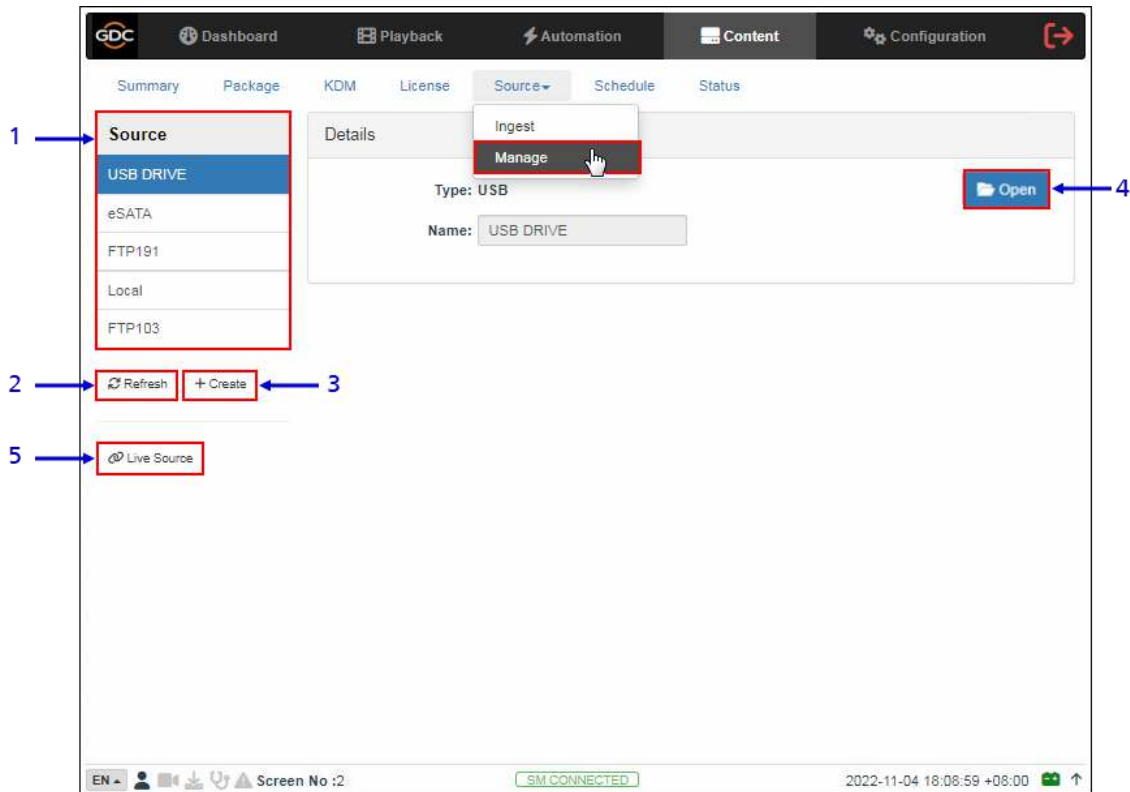 GDC Dashboard Playback Automation Content Configuration
Summary Package KDM License Source Schedule Status
Ingest
Manage
1
Source
USB DRIVE
eSATA
FTP191
Local
FTP103
Details
Type: USB
Name: USB DRIVE
Open
4
2
Refresh
+ Create
3
5
Live Source
EN Screen No :2 SM CONNECTED 2022-11-04 18:08:59 +08:00